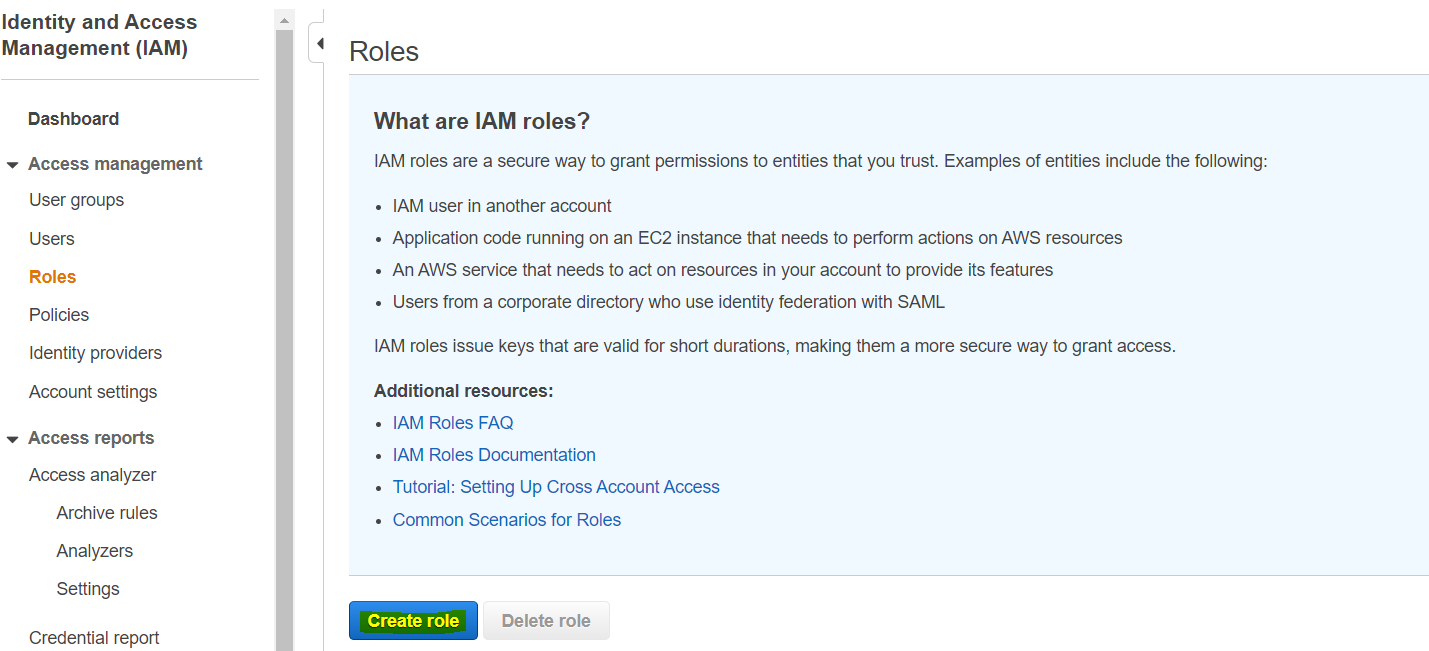 Identity and Access
Management (IAM)
Dashboard
Access management
User groups
Users
Roles
Policies
Identity providers
Account settings
Access reports
Access analyzer
Archive rules
Analyzers
Settings
Credential report
Roles
What are IAM roles?
IAM roles are a secure way to grant permissions to entities that you trust. Examples of entities include the following:
IAM user in another account
Application code running on an EC2 instance that needs to perform actions on AWS resources
An AWS service that needs to act on resources in your account to provide its features
Users from a corporate directory who use identity federation with SAML
IAM roles issue keys that are valid for short durations, making them a more secure way to grant access.
Additional resources:
IAM Roles FAQ
IAM Roles Documentation
Tutorial: Setting Up Cross Account Access
Common Scenarios for Roles
Create role
Delete role